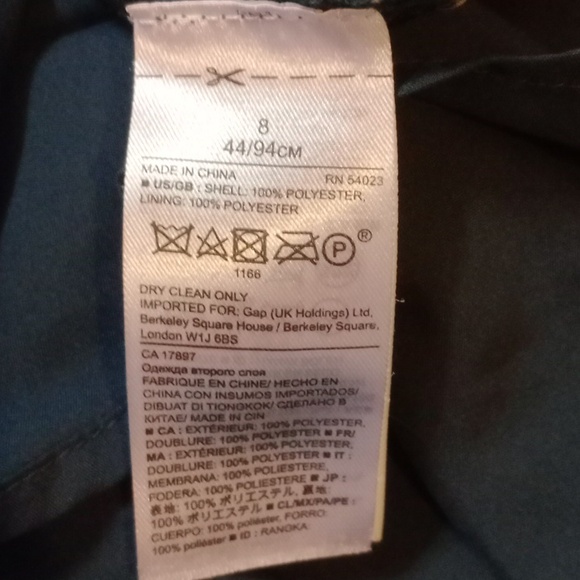 8
44/94CM
MADE IN CHINA RN 54023
■ US/GB : SHELL: 100% POLYESTER,
LINING: 100% POLYESTER
P®
1166
DRY CLEAN ONLY
IMPORTED FOR: Gap (UK Holdings) Ltd,
Berkeley Square House / Berkeley Square,
London W1J 6BS
CA 17897
Одежда второго слоя
FABRIQUÉ EN CHINE/ HECHO EN
CHINA CON INSUMOS IMPORTADOS/
DIBUAT DI TIONGKOK/ СДЕЛАНО В
КИТАЕ/ MADE IN CIN
■ CA : EXTÉRIEUR: 100% POLYESTER,
DOUBLURE: 100% POLYESTER ■ FR/
MA : EXTÉRIEUR: 100% POLYESTER,
DOUBLURE: 100% POLYESTER ■ IT :
MEMBRANA: 100% POLIESTERE,
FODERA: 100% POLIESTERE ■ JP :
表地: 100% ポリエステル, 裏地:
100% ポリエステル ■ CL/MX/PA/PE :
CUERPO: 100% poliéster, FORRO:
100% poliéster ■ ID : RANGKA